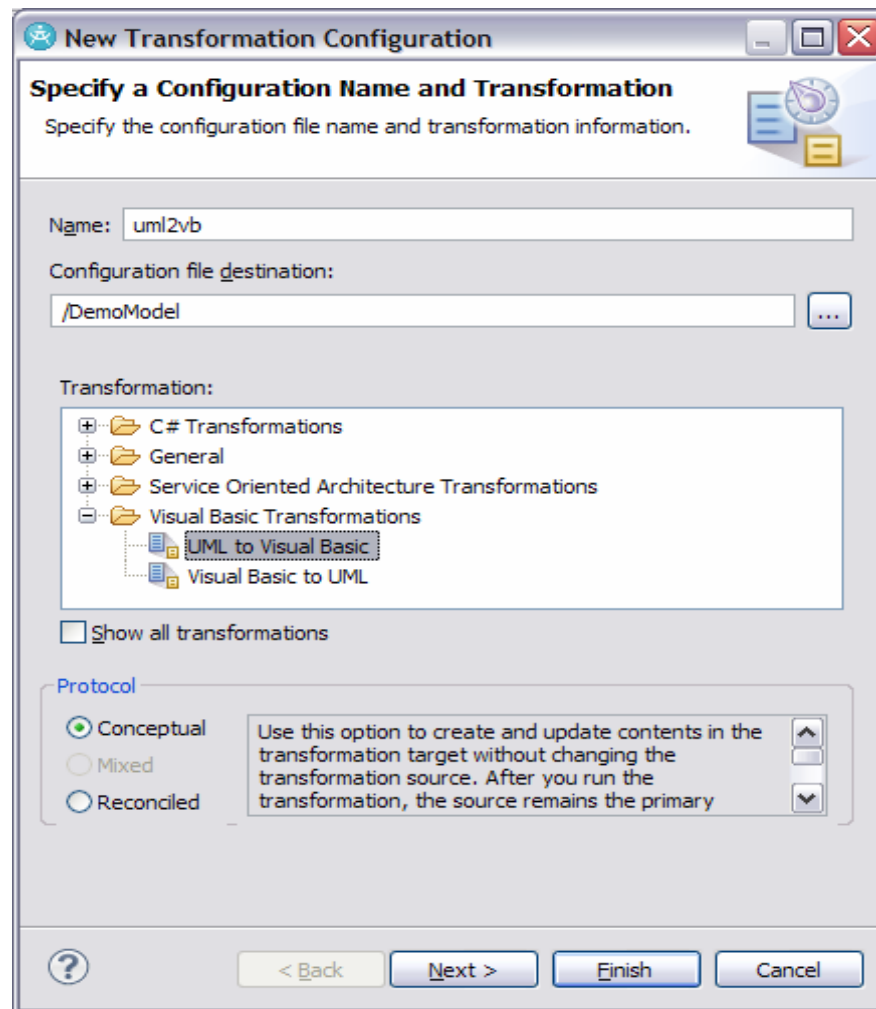 New Transformation Configuration
Specify a Configuration Name and Transformation
Specify the configuration file name and transformation information.
Name: uml2vb
Configuration file destination:
/DemoModel
...
Transformation:
C# Transformations
General
Service Oriented Architecture Transformations
Visual Basic Transformations
UML to Visual Basic
Visual Basic to UML
Show all transformations
Protocol
Conceptual
Mixed
Reconciled
Use this option to create and update contents in the
transformation target without changing the
transformation source. After you run the
transformation, the source remains the primary
?
< Back
Next >
Finish
Cancel